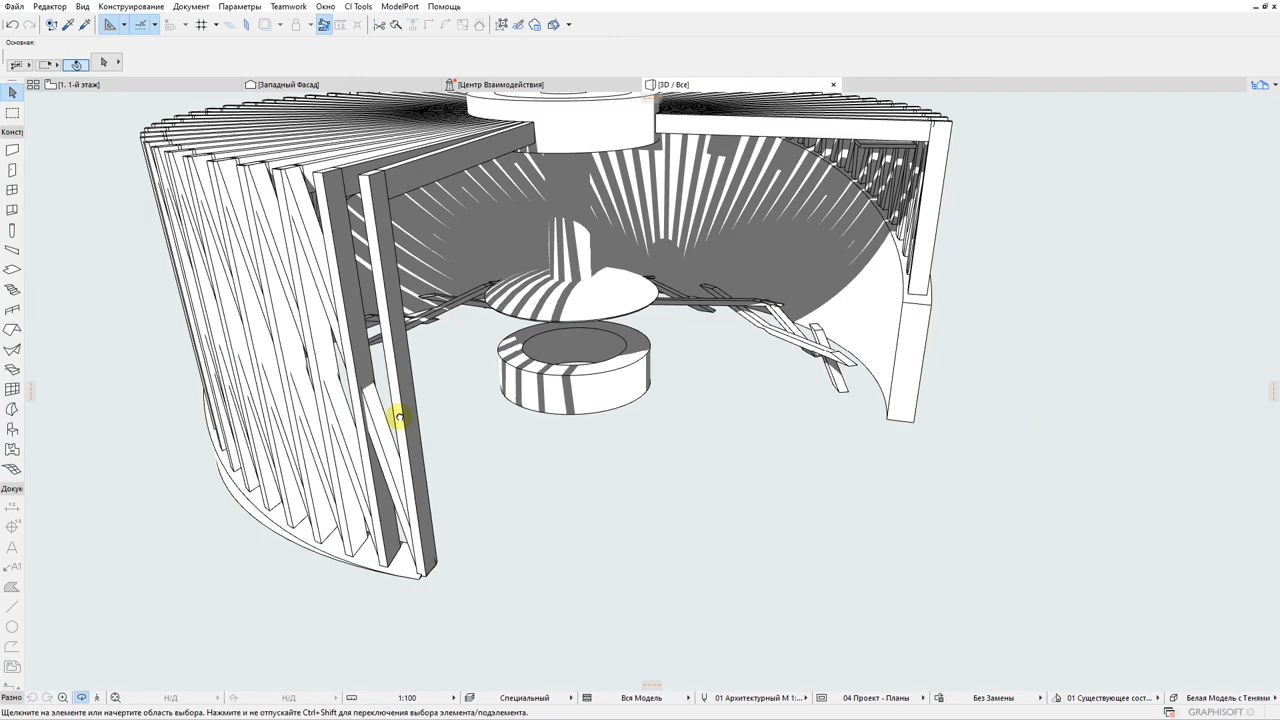 Файл Редактор Вид Конструирование Документ Параметры Teamwork Окно CI Tools ModelPort Помощь
Основная:
[1. 1-й этаж] [Западный Фасад] [Центр Взаимодействия] [3D / Все]
Конст
Докум
A
A1
Разно
Н/Д Н/Д 1:100 Специальный Вся Модель 01 Архитектурный М 1:... 04 Проект - Планы Без Замены 01 Существующее сост... Белая Модель с Тенями
Щелкните на элементе или начертите область выбора. Нажмите и не отпускайте Ctrl+Shift для переключения выбора элемента/подэлемента. GRAPHISOFT ID